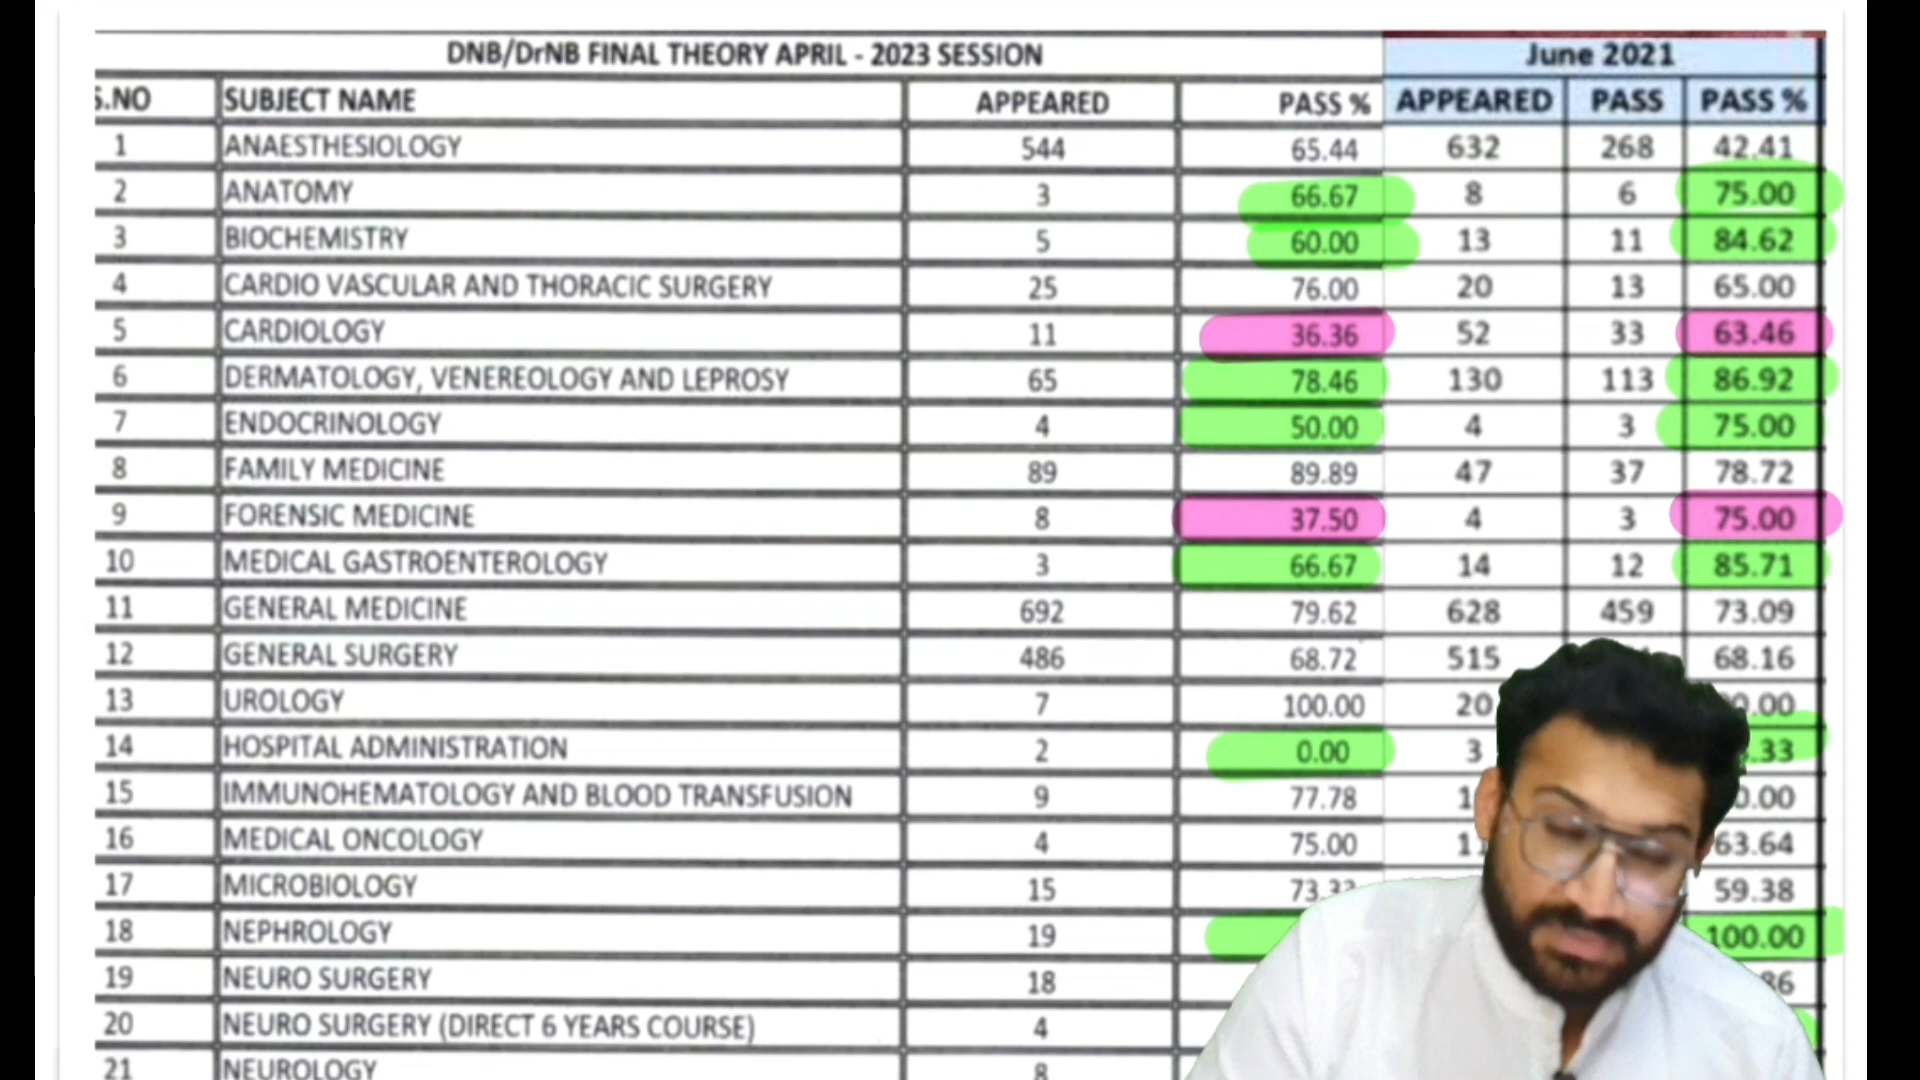 DNB/DrNB FINAL THEORY APRIL - 2023 SESSION June 2021
S.NO SUBJECT NAME APPEARED PASS % APPEARED PASS PASS %
1 ANAESTHESIOLOGY 544 65.44 632 268 42.41
2 ANATOMY 3 66.67 8 6 75.00
3 BIOCHEMISTRY 5 60.00 13 11 84.62
4 CARDIO VASCULAR AND THORACIC SURGERY 25 76.00 20 13 65.00
5 CARDIOLOGY 11 36.36 52 33 63.46
6 DERMATOLOGY, VENEREOLOGY AND LEPROSY 65 78.46 130 113 86.92
7 ENDOCRINOLOGY 4 50.00 4 3 75.00
8 FAMILY MEDICINE 89 89.89 47 37 78.72
9 FORENSIC MEDICINE 8 37.50 4 3 75.00
10 MEDICAL GASTROENTEROLOGY 3 66.67 14 12 85.71
11 GENERAL MEDICINE 692 79.62 628 459 73.09
12 GENERAL SURGERY 486 68.72 515 68.16
13 UROLOGY 7 100.00 20
14 HOSPITAL ADMINISTRATION 2 0.00 3
15 IMMUNOHEMATOLOGY AND BLOOD TRANSFUSION 9 77.78
16 MEDICAL ONCOLOGY 4 75.00 63.64
17 MICROBIOLOGY 15 59.38
18 NEPHROLOGY 19 100.00
19 NEURO SURGERY 18
20 NEURO SURGERY (DIRECT 6 YEARS COURSE) 4
21 NEUROLOGY 8